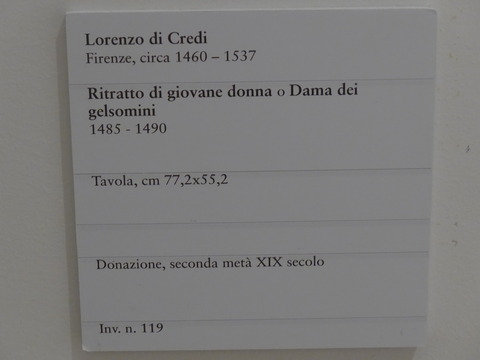 Lorenzo di Credi
Firenze, circa 1460 – 1537
Ritratto di giovane donna o Dama dei
gelsomini
1485 - 1490
Tavola, cm 77,2x55,2
Donazione, seconda metà XIX secolo
Inv. n. 119